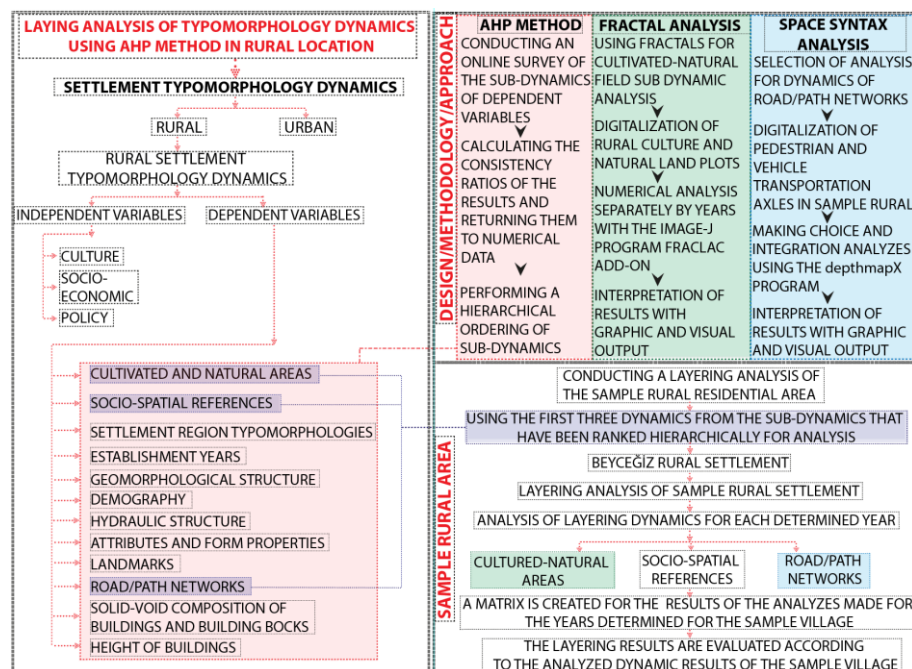 LAYING ANALYSIS OF TYPOMORPHOLOGY DYNAMICS
USING AHP METHOD IN RURAL LOCATION
SETTLEMENT TYPOMORPHOLOGY DYNAMICS
RURAL
URBAN
RURAL SETTLEMENT
TYPOMORPHOLOGY DYNAMICS
INDEPENDENT VARIABLES
DEPENDENT VARIABLES
CULTURE
SOCIO-
ECONOMIC
POLICY
CULTIVATED AND NATURAL AREAS
SOCIO-SPATIAL REFERENCES
SETTLEMENT REGION TYPOMORPHOLOGIES
ESTABLISHMENT YEARS
GEOMORPHOLOGICAL STRUCTURE
DEMOGRAPHY
HYDRAULIC STRUCTURE
ATTRIBUTES AND FORM PROPERTIES
LANDMARKS
ROAD/PATH NETWORKS
SOLID-VOID COMPOSITION OF
BUILDINGS AND BUILDING BOCKS
HEIGHT OF BUILDINGS
DESIGN/METHODOLOGY/APPROACH
AHP METHOD
CONDUCTING AN
ONLINE SURVEY OF
THE SUB-DYNAMICS
OF DEPENDENT
VARIABLES
CALCULATING THE
CONSISTENCY
RATIOS OF THE
RESULTS AND
RETURNING THEM
TO NUMERICAL
DATA
PERFORMING A
HIERARCHICAL
ORDERING OF
SUB-DYNAMICS
FRACTAL ANALYSIS
USING FRACTALS FOR
CULTIVATED-NATURAL
FIELD SUB DYNAMIC
ANALYSIS
DIGITALIZATION OF
RURAL CULTURE AND
NATURAL LAND PLOTS
NUMERICAL ANALYSIS
SEPARATELY BY YEARS
WITH THE IMAGE-J
PROGRAM FRACLAC
ADD-ON
INTERPRETATION OF
RESULTS WITH
GRAPHIC AND VISUAL
OUTPUT
SPACE SYNTAX
ANALYSIS
SELECTION OF ANALYSIS
FOR DYNAMICS OF
ROAD/PATH NETWORKS
DIGITALIZATION OF
PEDESTRIAN AND
VEHICLE
TRANSPORTATION
AXLES IN SAMPLE RURAL
MAKING CHOICE AND
INTEGRATION ANALYZES
USING THE depthmapX
PROGRAM
INTERPRETATION OF
RESULTS WITH GRAPHIC
AND VISUAL OUTPUT
SAMPLE RURAL AREA
CONDUCTING A LAYERING ANALYSIS OF
THE SAMPLE RURAL RESIDENTIAL AREA
USING THE FIRST THREE DYNAMICS FROM THE SUB-DYNAMICS THAT
HAVE BEEN RANKED HIERARCHICALLY FOR ANALYSIS
BEYCEĞİZ RURAL SETTLEMENT
LAYERING ANALYSIS OF SAMPLE RURAL SETTLEMENT
ANALYSIS OF LAYERING DYNAMICS FOR EACH DETERMINED YEAR
CULTURED-NATURAL
AREAS
SOCIO-SPATIAL
REFERENCES
ROAD/PATH
NETWORKS
A MATRIX IS CREATED FOR THE RESULTS OF THE ANALYZES MADE FOR
THE YEARS DETERMINED FOR THE SAMPLE VILLAGE
THE LAYERING RESULTS ARE EVALUATED ACCORDING
TO THE ANALYZED DYNAMIC RESULTS OF THE SAMPLE VILLAGE